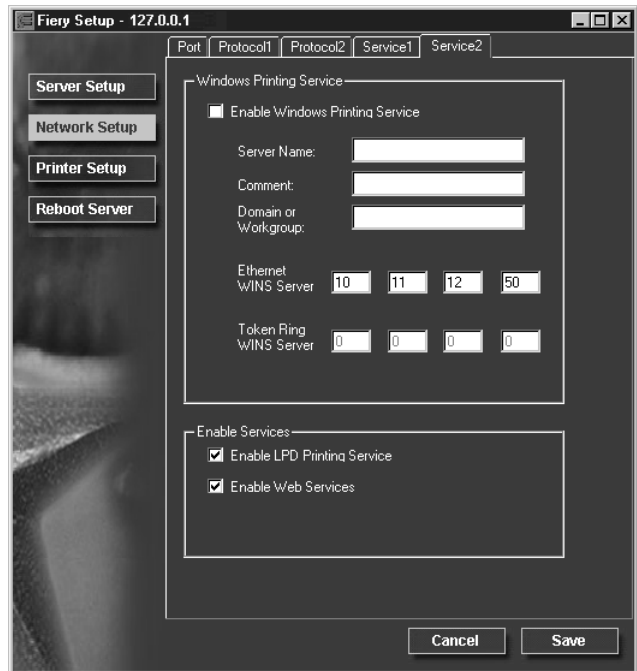 Fiery Setup - 127.0.0.1
Port Protocol1 Protocol2 Service1 Service2
Server Setup
Network Setup
Printer Setup
Reboot Server
Windows Printing Service
Enable Windows Printing Service
Server Name:
Comment:
Domain or
Workgroup:
Ethernet
WINS Server 10 11 12 50
Token Ring
WINS Server 0 0 0 0
Enable Services
Enable LPD Printing Service
Enable Web Services
Cancel Save